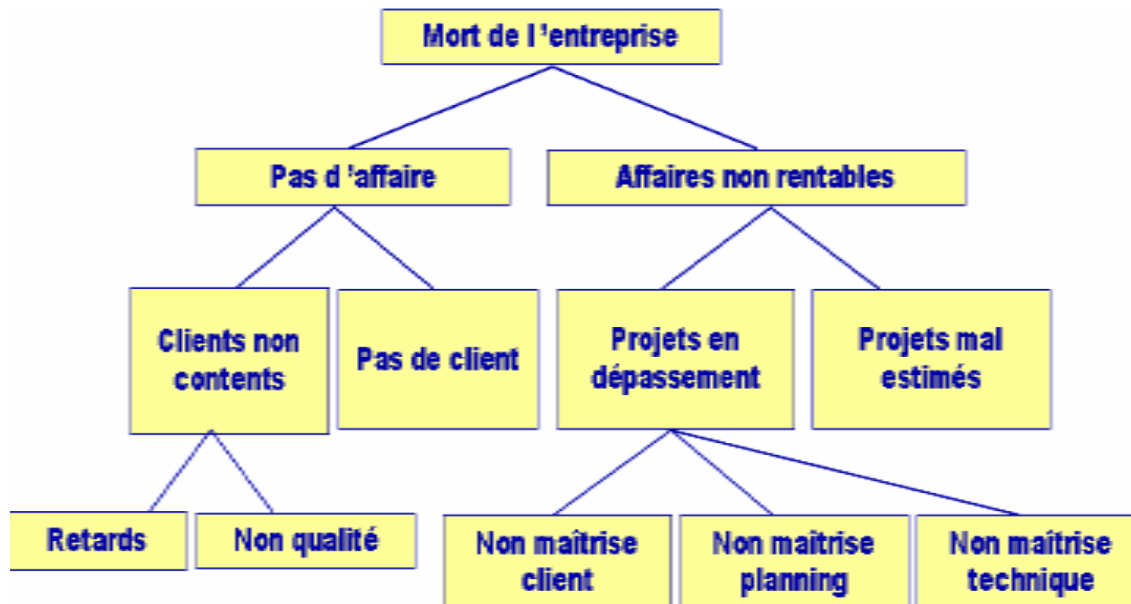 Mort de l ’entreprise
Pas d ’affaire
Affaires non rentables
Clients non
contents
Pas de client
Projets en
dépassement
Projets mal
estimés
Retards
Non qualité
Non maîtrise
client
Non maîtrise
planning
Non maîtrise
technique